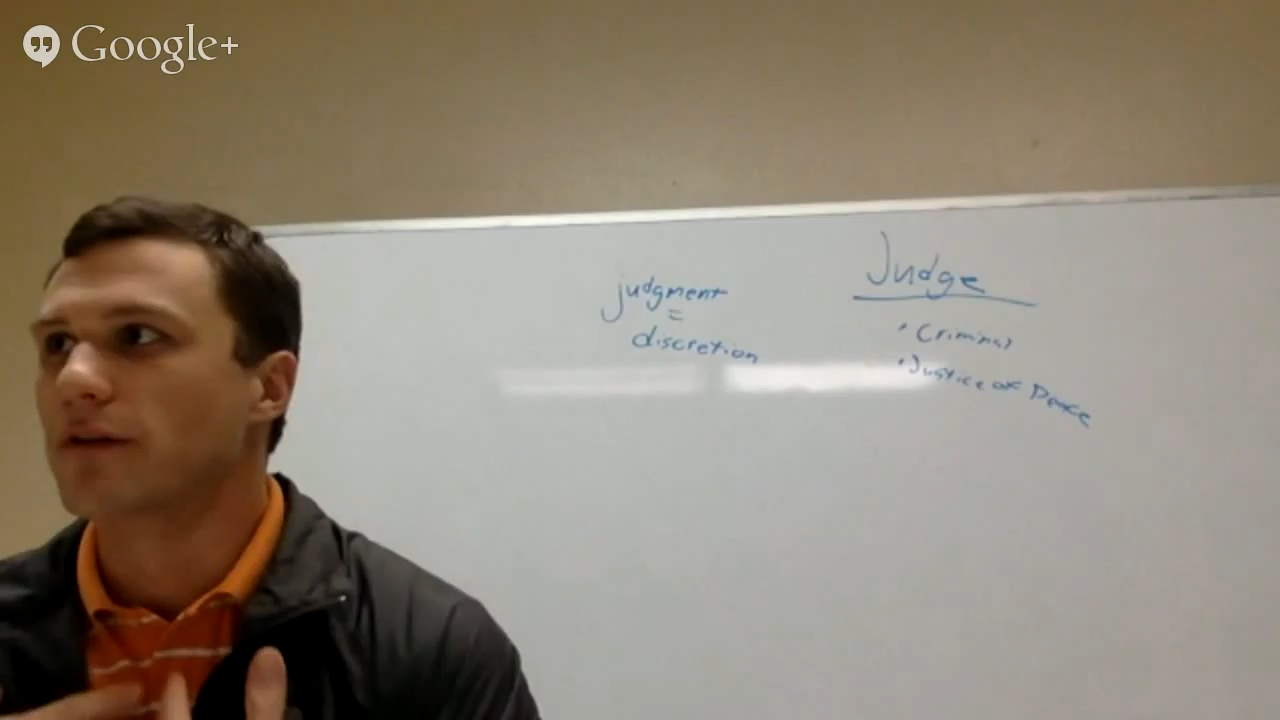 Google+
judgment
=
discretion
Judge
• Criminal
• Justice of Peace